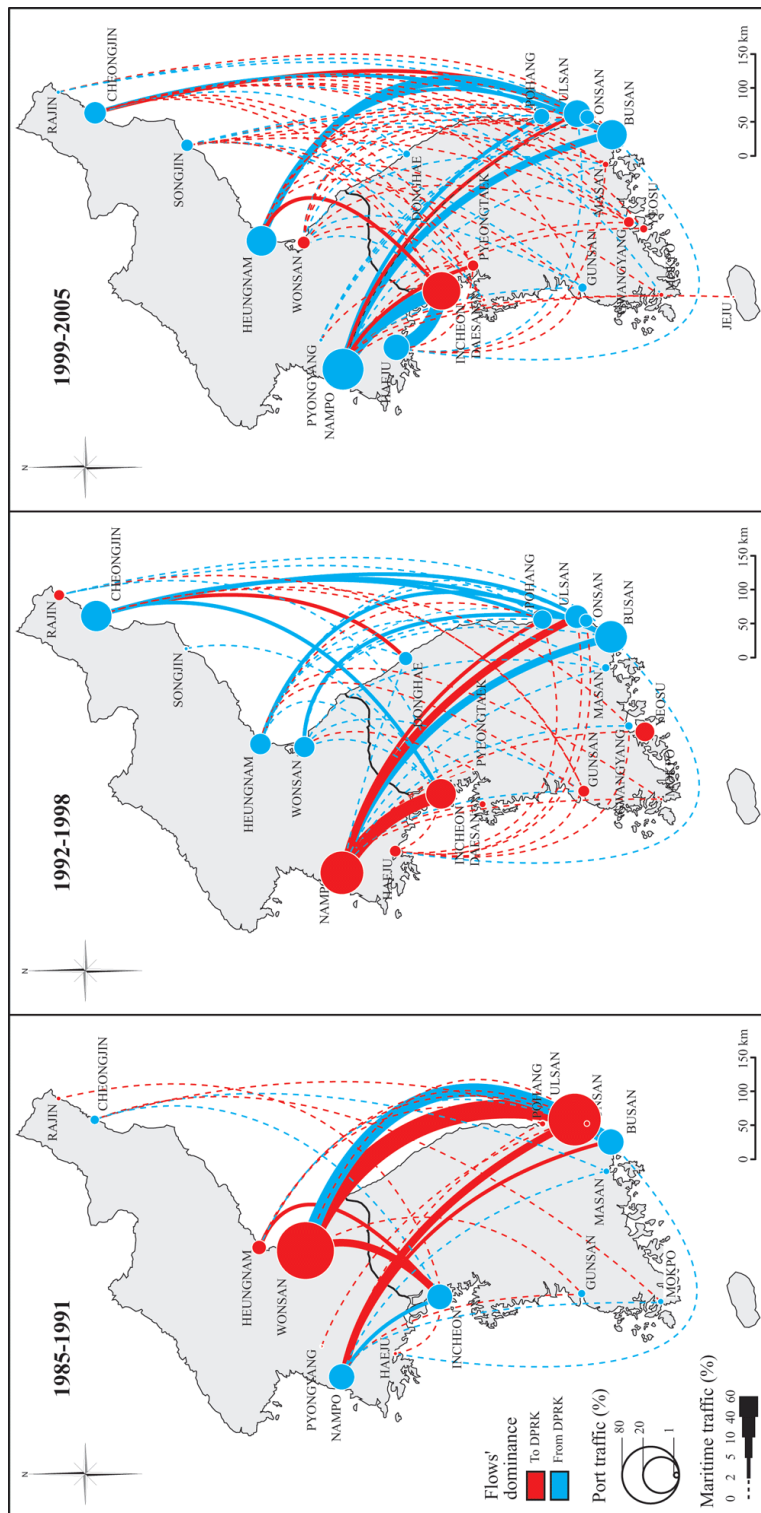 1985-1991
N
RAJIN
CHEONGJIN
HEUNGNAM
WONSAN
PYONGYANG
NAMPO
HAEJU
INCHEON
POHANG
ULSAN
BUSAN
MASAN
GUNSAN
MOKPO
0 50 100 150 km
Flows' dominance
To DPRK
From DPRK
Port traffic (%)
80
20
1
Maritime traffic (%)
0 2 5 10 20 40 60
1992-1998
N
RAJIN
CHEONGJIN
SONGJIN
HEUNGNAM
WONSAN
NAMPO
HAEJU
INCHEON
DAESAN
DONGHAE
PYEONGTAEK
POHANG
ULSAN
ONSAN
BUSAN
MASAN
GUNSAN
GWANGYANG
YEOSU
MOKPO
0 50 100 150 km
1999-2005
N
RAJIN
CHEONGJIN
SONGJIN
HEUNGNAM
WONSAN
PYONGYANG
NAMPO
HAEJU
INCHEON
DAESAN
DONGHAE
PYEONGTAEK
POHANG
ULSAN
ONSAN
BUSAN
MASAN
GUNSAN
GWANGYANG
YEOSU
MOKPO
JEJU
0 50 100 150 km